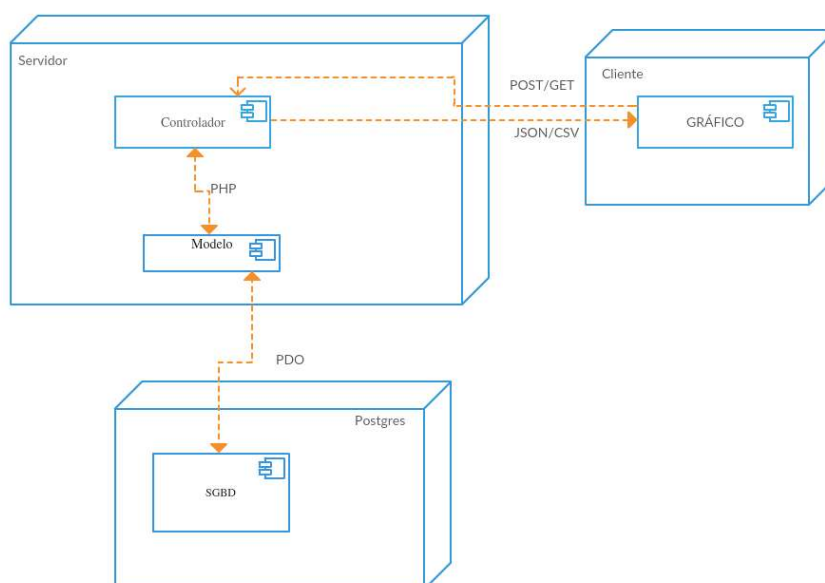 Servidor
Cliente
POST/GET
Controlador
GRÁFICO
JSON/CSV
PHP
Modelo
PDO
Postgres
SGBD